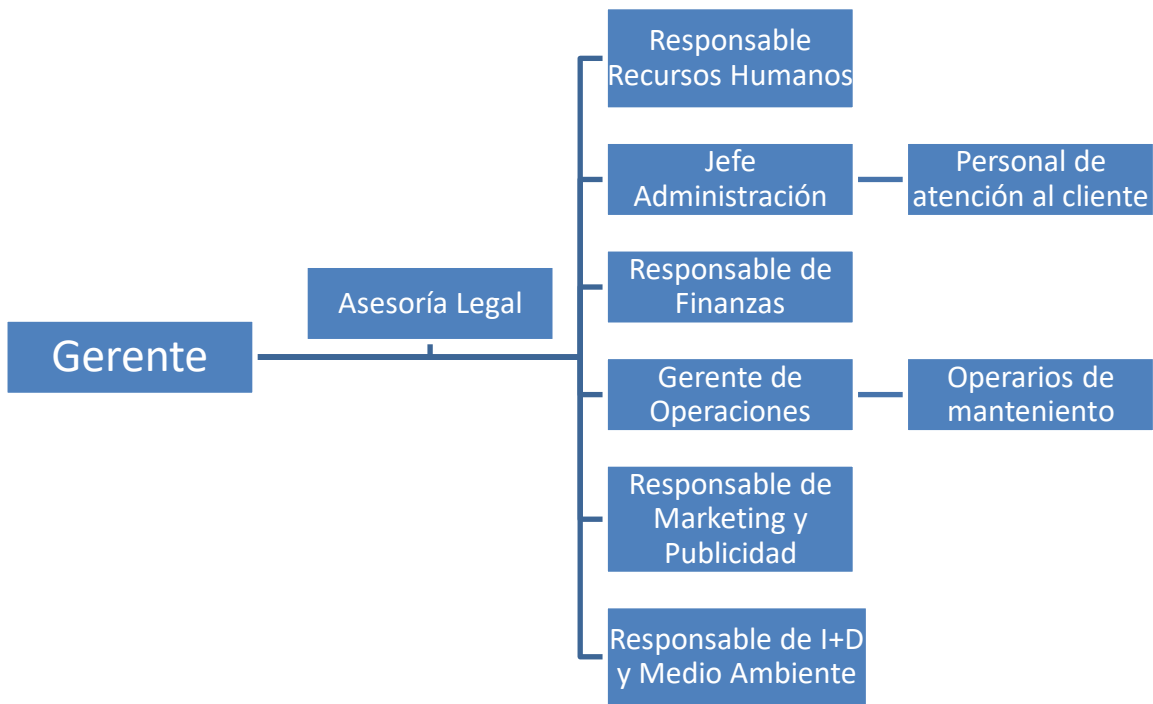 Gerente
Asesoría Legal
Responsable
Recursos Humanos
Jefe
Administración
Personal de
atención al cliente
Responsable de
Finanzas
Gerente de
Operaciones
Operarios de
manteniento
Responsable de
Marketing y
Publicidad
Responsable de I+D
y Medio Ambiente